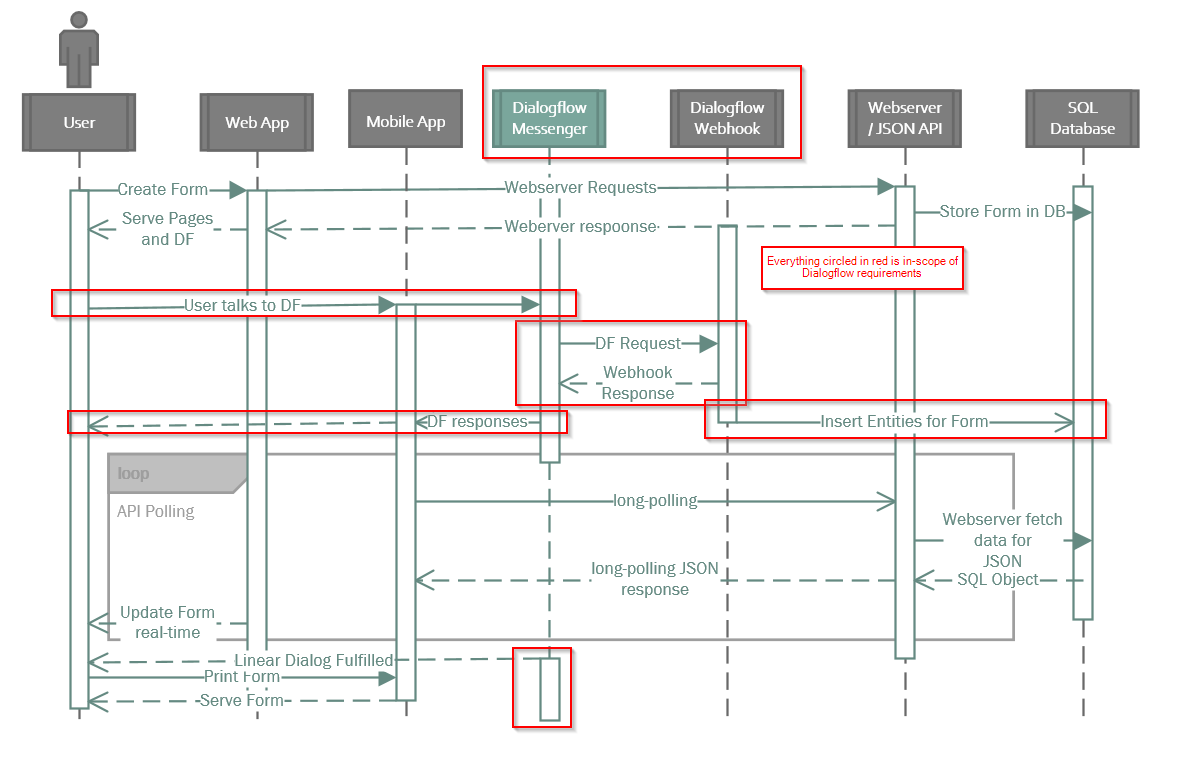 User
Web App
Mobile App
Dialogflow
Messenger
Dialogflow
Webhook
Webserver
/ JSON API
SQL
Database
Create Form
Webserver Requests
Serve Pages
and DF
Weberver respoonse
Store Form in DB
Everything circled in red is in-scope of
Dialogflow requirements
User talks to DF
DF Request
Webhook
Response
DF responses
Insert Entities for Form
loop
API Polling
long-polling
Webserver fetch
data for
JSON
SQL Object
long-polling JSON
response
Update Form
real-time
Linear Dialog Fulfilled
Print Form
Serve Form